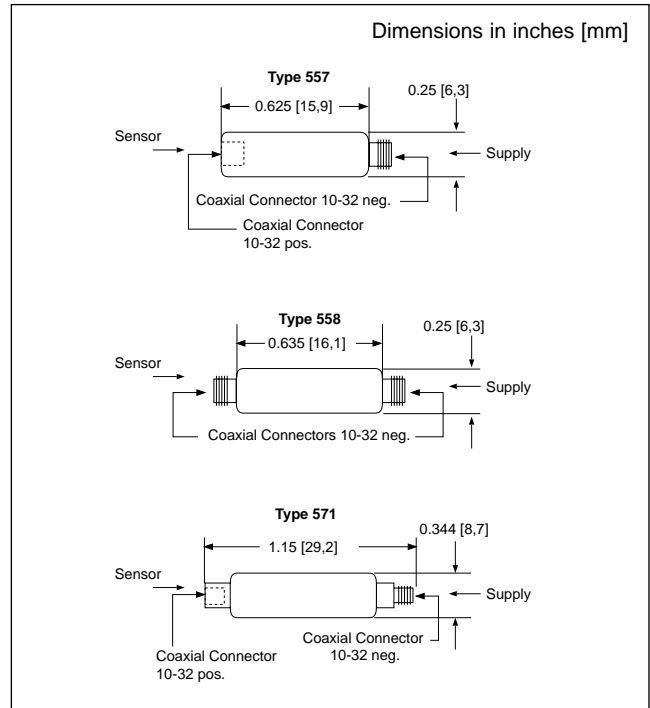 Dimensions in inches [mm]
Type 557
0.25 [6,3]
0.625 [15,9]
Sensor
Supply
Coaxial Connector 10-32 neg.
Coaxial Connector
10-32 pos.
Type 558
0.25 [6,3]
0.635 [16,1]
Sensor
Supply
Coaxial Connectors 10-32 neg.
Type 571
0.344 [8,7]
1.15 [29,2]
Sensor
Supply
Coaxial Connector
10-32 neg.
Coaxial Connector
10-32 pos.